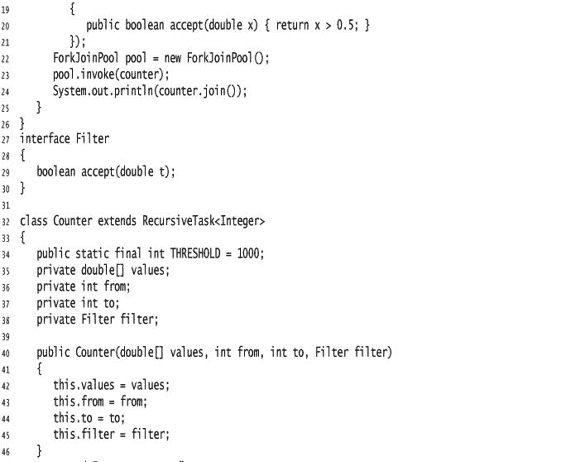 19 {
20 public boolean accept(double x) { return x > 0.5; }
21 });
22 ForkJoinPool pool = new ForkJoinPool();
23 pool.invoke(counter);
24 System.out.println(counter.join());
25 }
26 }
27 interface Filter
28 {
29 boolean accept(double t);
30 }
31
32 class Counter extends RecursiveTask<Integer>
33 {
34 public static final int THRESHOLD = 1000;
35 private double[] values;
36 private int from;
37 private int to;
38 private Filter filter;
39
40 public Counter(double[] values, int from, int to, Filter filter)
41 {
42 this.values = values;
43 this.from = from;
44 this.to = to;
45 this.filter = filter;
46 }